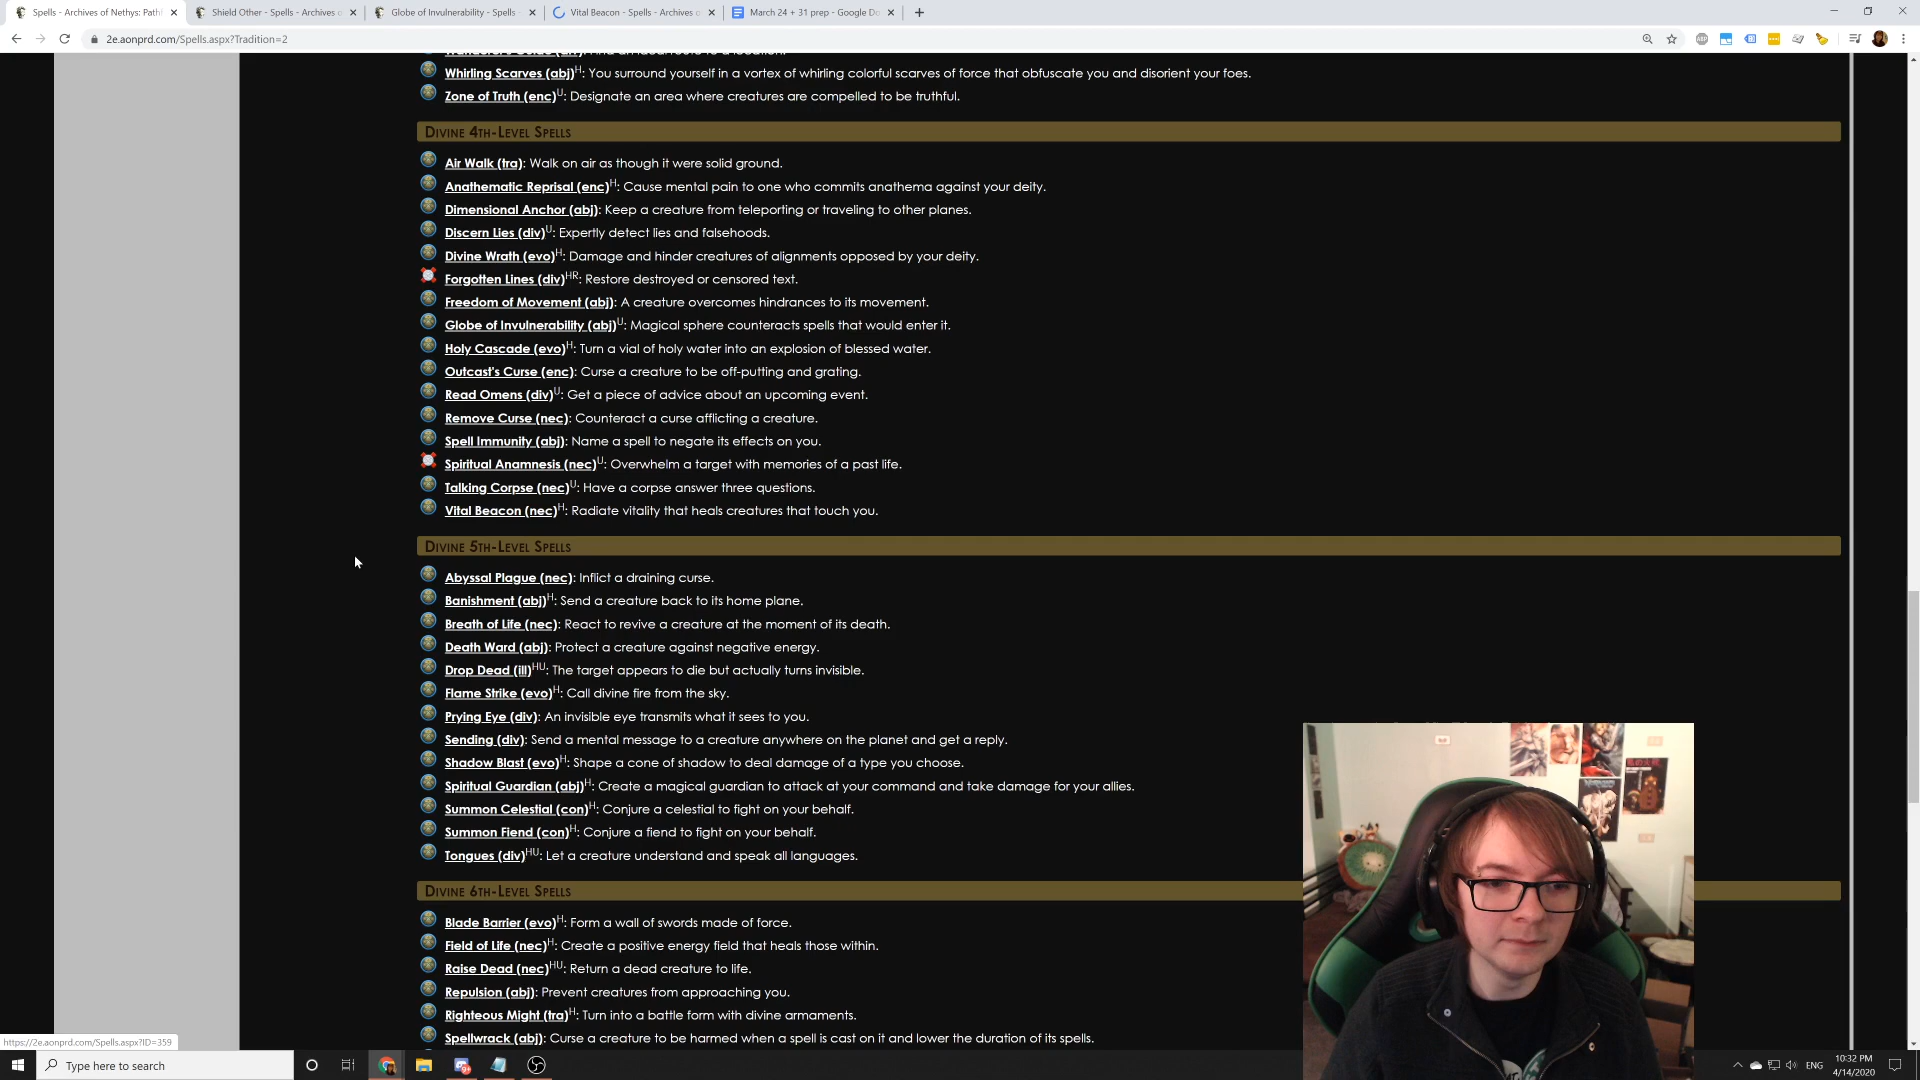 Spells - Archives of Nethys: Pathf
Shield Other - Spells - Archives o
Globe of Invulnerability - Spells
Vital Beacon - Spells - Archives o
March 24 + 31 prep - Google Do
2e.aonprd.com/Spells.aspx?Tradition=2
Whirling Scarves (abj)H: You surround yourself in a vortex of whirling colorful scarves of force that obfuscate you and disorient your foes.
Zone of Truth (enc)U: Designate an area where creatures are compelled to be truthful.
Divine 4th-Level Spells
Air Walk (tra): Walk on air as though it were solid ground.
Anathematic Reprisal (enc)H: Cause mental pain to one who commits anathema against your deity.
Dimensional Anchor (abj): Keep a creature from teleporting or traveling to other planes.
Discern Lies (div)U: Expertly detect lies and falsehoods.
Divine Wrath (evo)H: Damage and hinder creatures of alignments opposed by your deity.
Forgotten Lines (div)HR: Restore destroyed or censored text.
Freedom of Movement (abj): A creature overcomes hindrances to its movement.
Globe of Invulnerability (abj)U: Magical sphere counteracts spells that would enter it.
Holy Cascade (evo)H: Turn a vial of holy water into an explosion of blessed water.
Outcast's Curse (enc): Curse a creature to be off-putting and grating.
Read Omens (div)U: Get a piece of advice about an upcoming event.
Remove Curse (nec): Counteract a curse afflicting a creature.
Spell Immunity (abj): Name a spell to negate its effects on you.
Spiritual Anamnesis (nec)U: Overwhelm a target with memories of a past life.
Talking Corpse (nec)U: Have a corpse answer three questions.
Vital Beacon (nec)H: Radiate vitality that heals creatures that touch you.
Divine 5th-Level Spells
Abyssal Plague (nec): Inflict a draining curse.
Banishment (abj)H: Send a creature back to its home plane.
Breath of Life (nec): React to revive a creature at the moment of its death.
Death Ward (abj): Protect a creature against negative energy.
Drop Dead (ill)HU: The target appears to die but actually turns invisible.
Flame Strike (evo)H: Call divine fire from the sky.
Prying Eye (div): An invisible eye transmits what it sees to you.
Sending (div): Send a mental message to a creature anywhere on the planet and get a reply.
Shadow Blast (evo)H: Shape a cone of shadow to deal damage of a type you choose.
Spiritual Guardian (abj)H: Create a magical guardian to attack at your command and take damage for your allies.
Summon Celestial (con)H: Conjure a celestial to fight on your behalf.
Summon Fiend (con)H: Conjure a fiend to fight on your behalf.
Tongues (div)HU: Let a creature understand and speak all languages.
Divine 6th-Level Spells
Blade Barrier (evo)H: Form a wall of swords made of force.
Field of Life (nec)H: Create a positive energy field that heals those within.
Raise Dead (nec)HU: Return a dead creature to life.
Repulsion (abj): Prevent creatures from approaching you.
Righteous Might (tra)H: Turn into a battle form with divine armaments.
Spellwrack (abj): Curse a creature to be harmed when a spell is cast on it and lower the duration of its spells.
https://2e.aonprd.com/Spells.aspx?ID=359
Type here to search
ENG
10:32 PM
4/14/2020